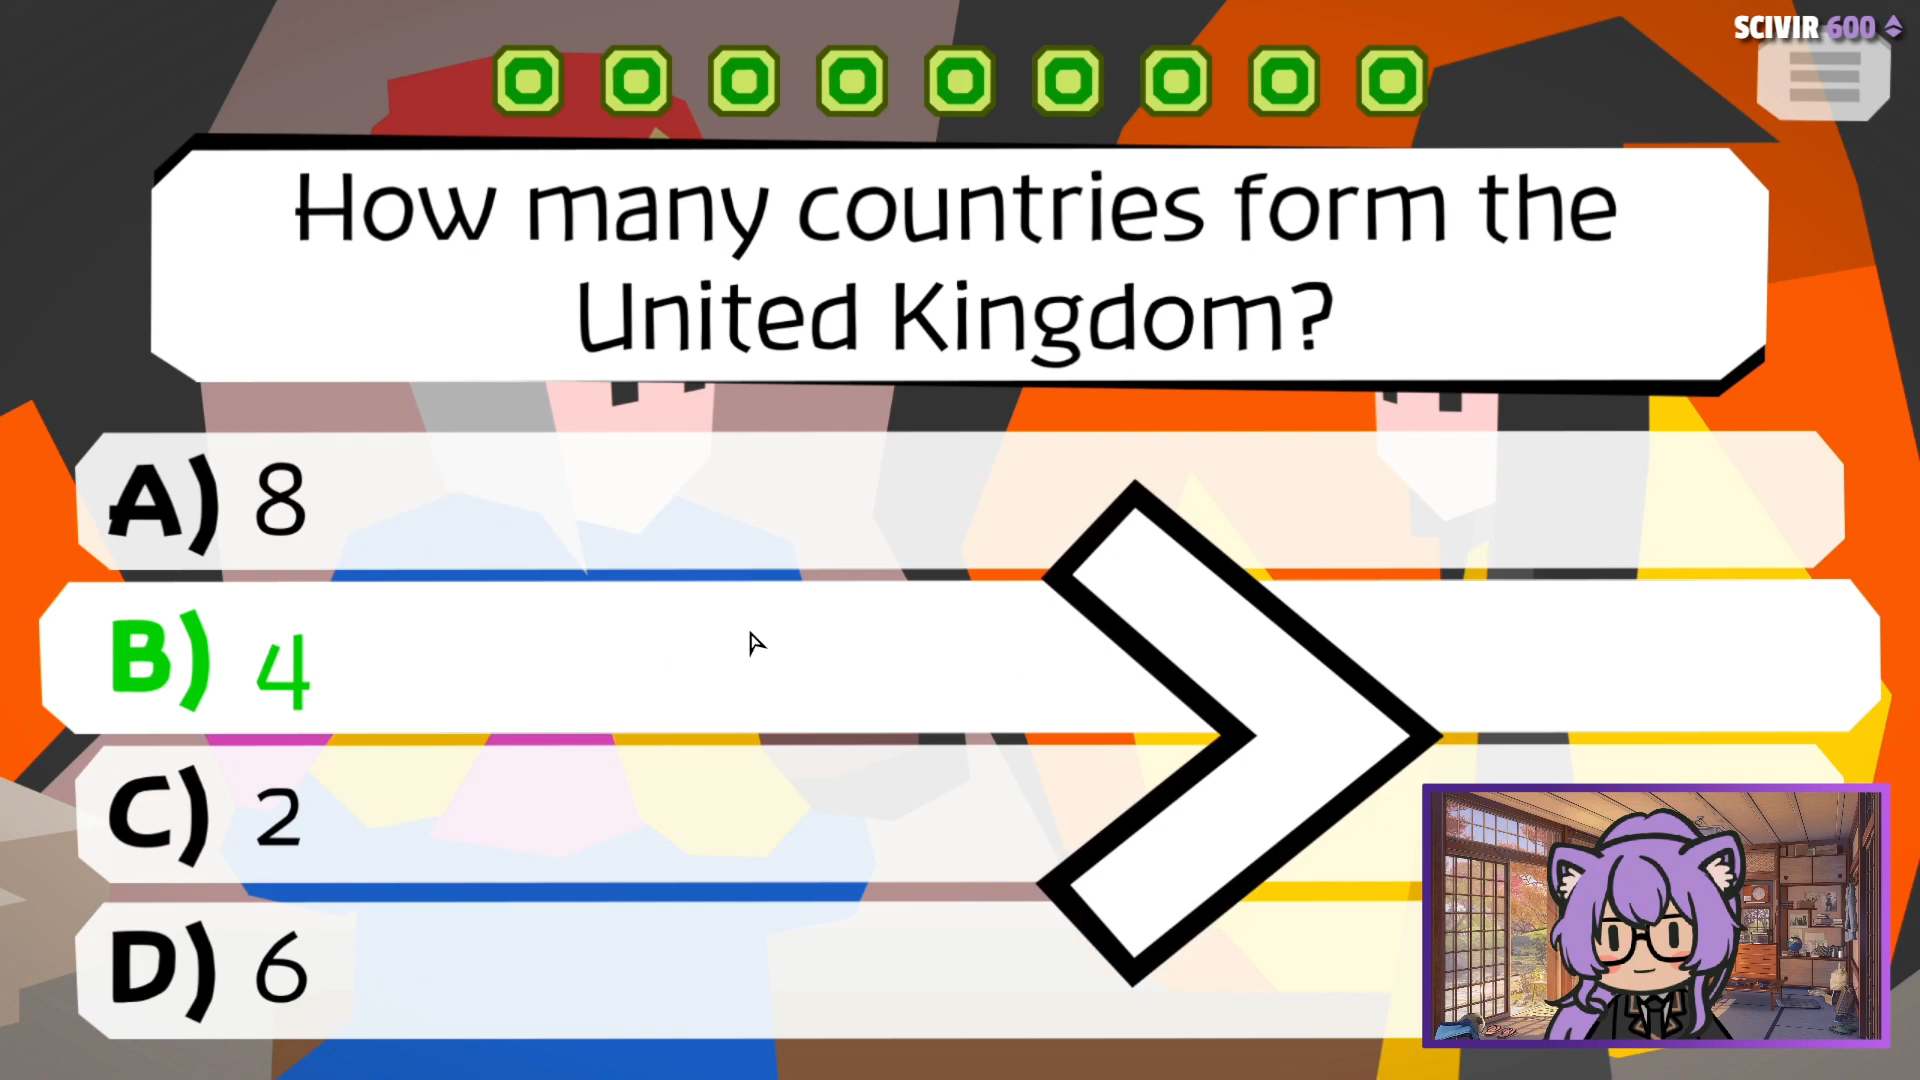 SCIVIR 600
How many countries form the
United Kingdom?
A) 8
B) 4
C) 2
D) 6